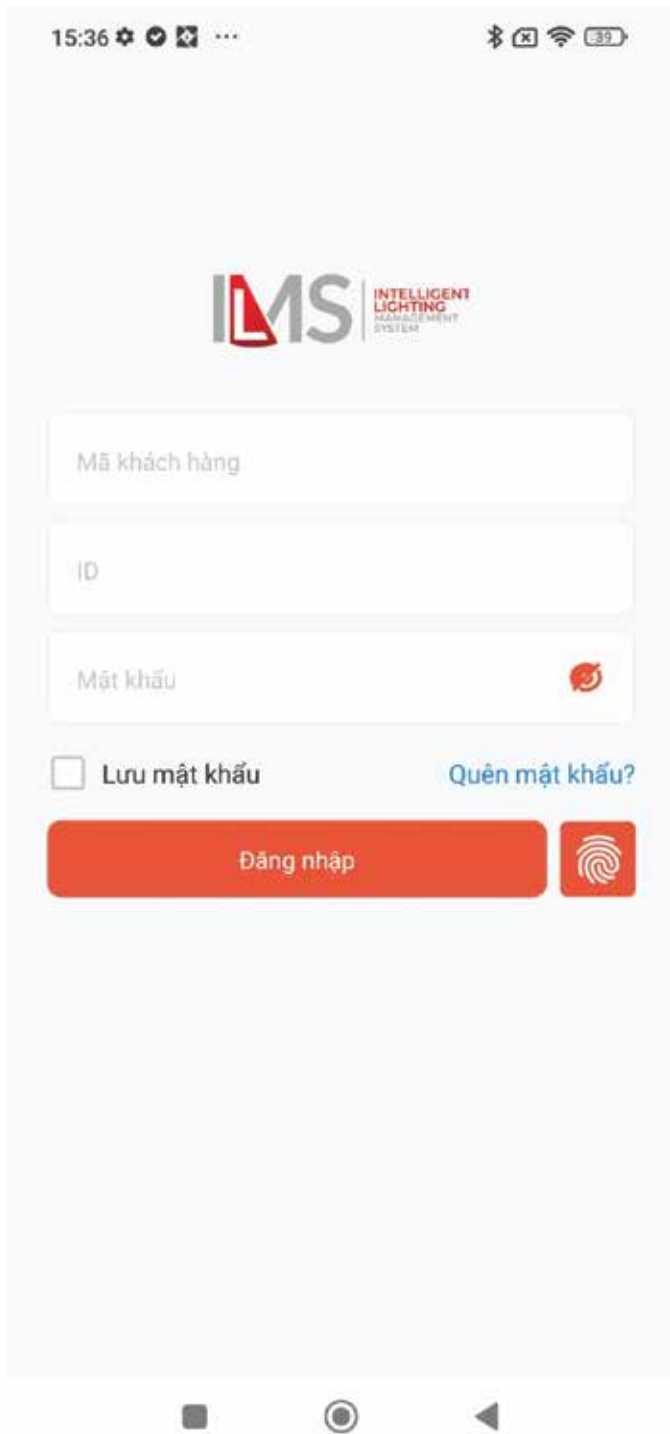 15:36
39
ILMS
INTELLIGENT
LIGHTING
MANAGEMENT
SYSTEM
Mã khách hàng
ID
Mật khẩu
Lưu mật khẩu Quên mật khẩu?
Đăng nhập